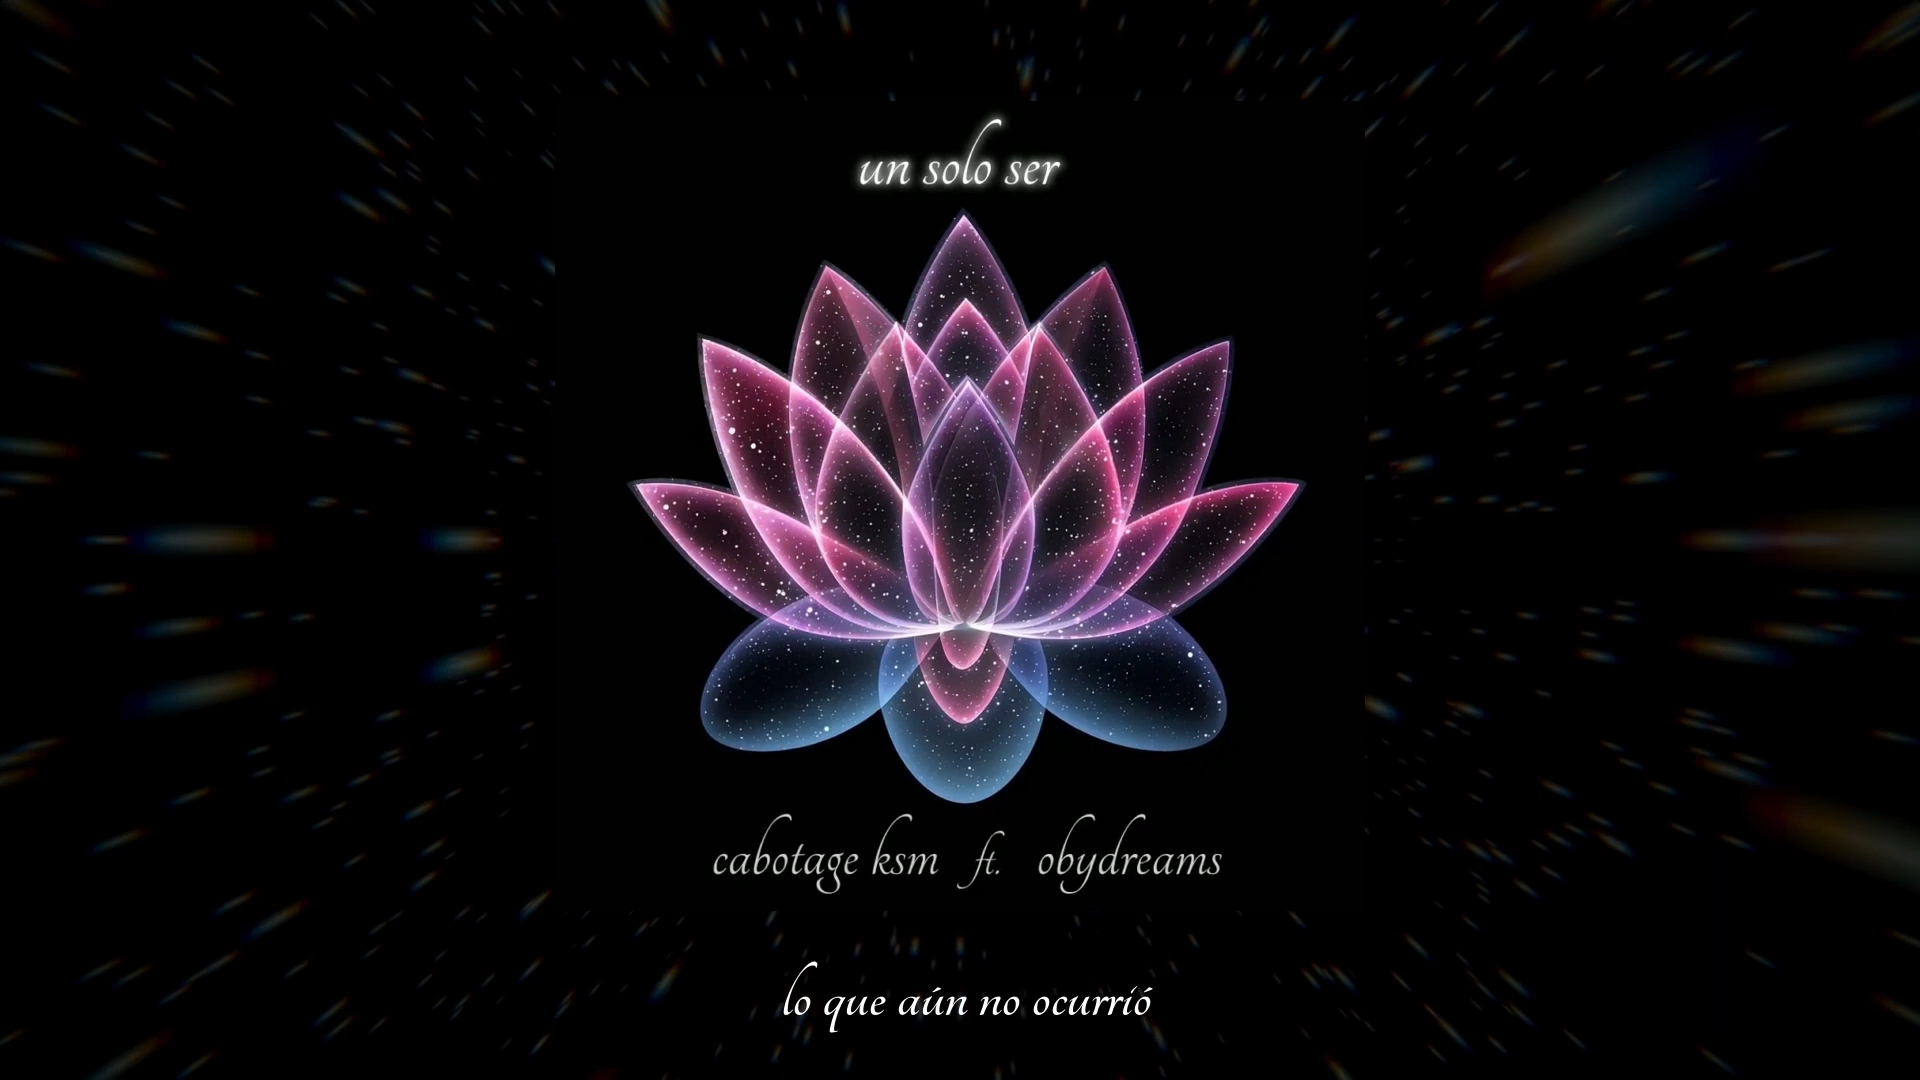 un solo ser
cabotage ksm ft. obydreams
lo que aún no ocurrió